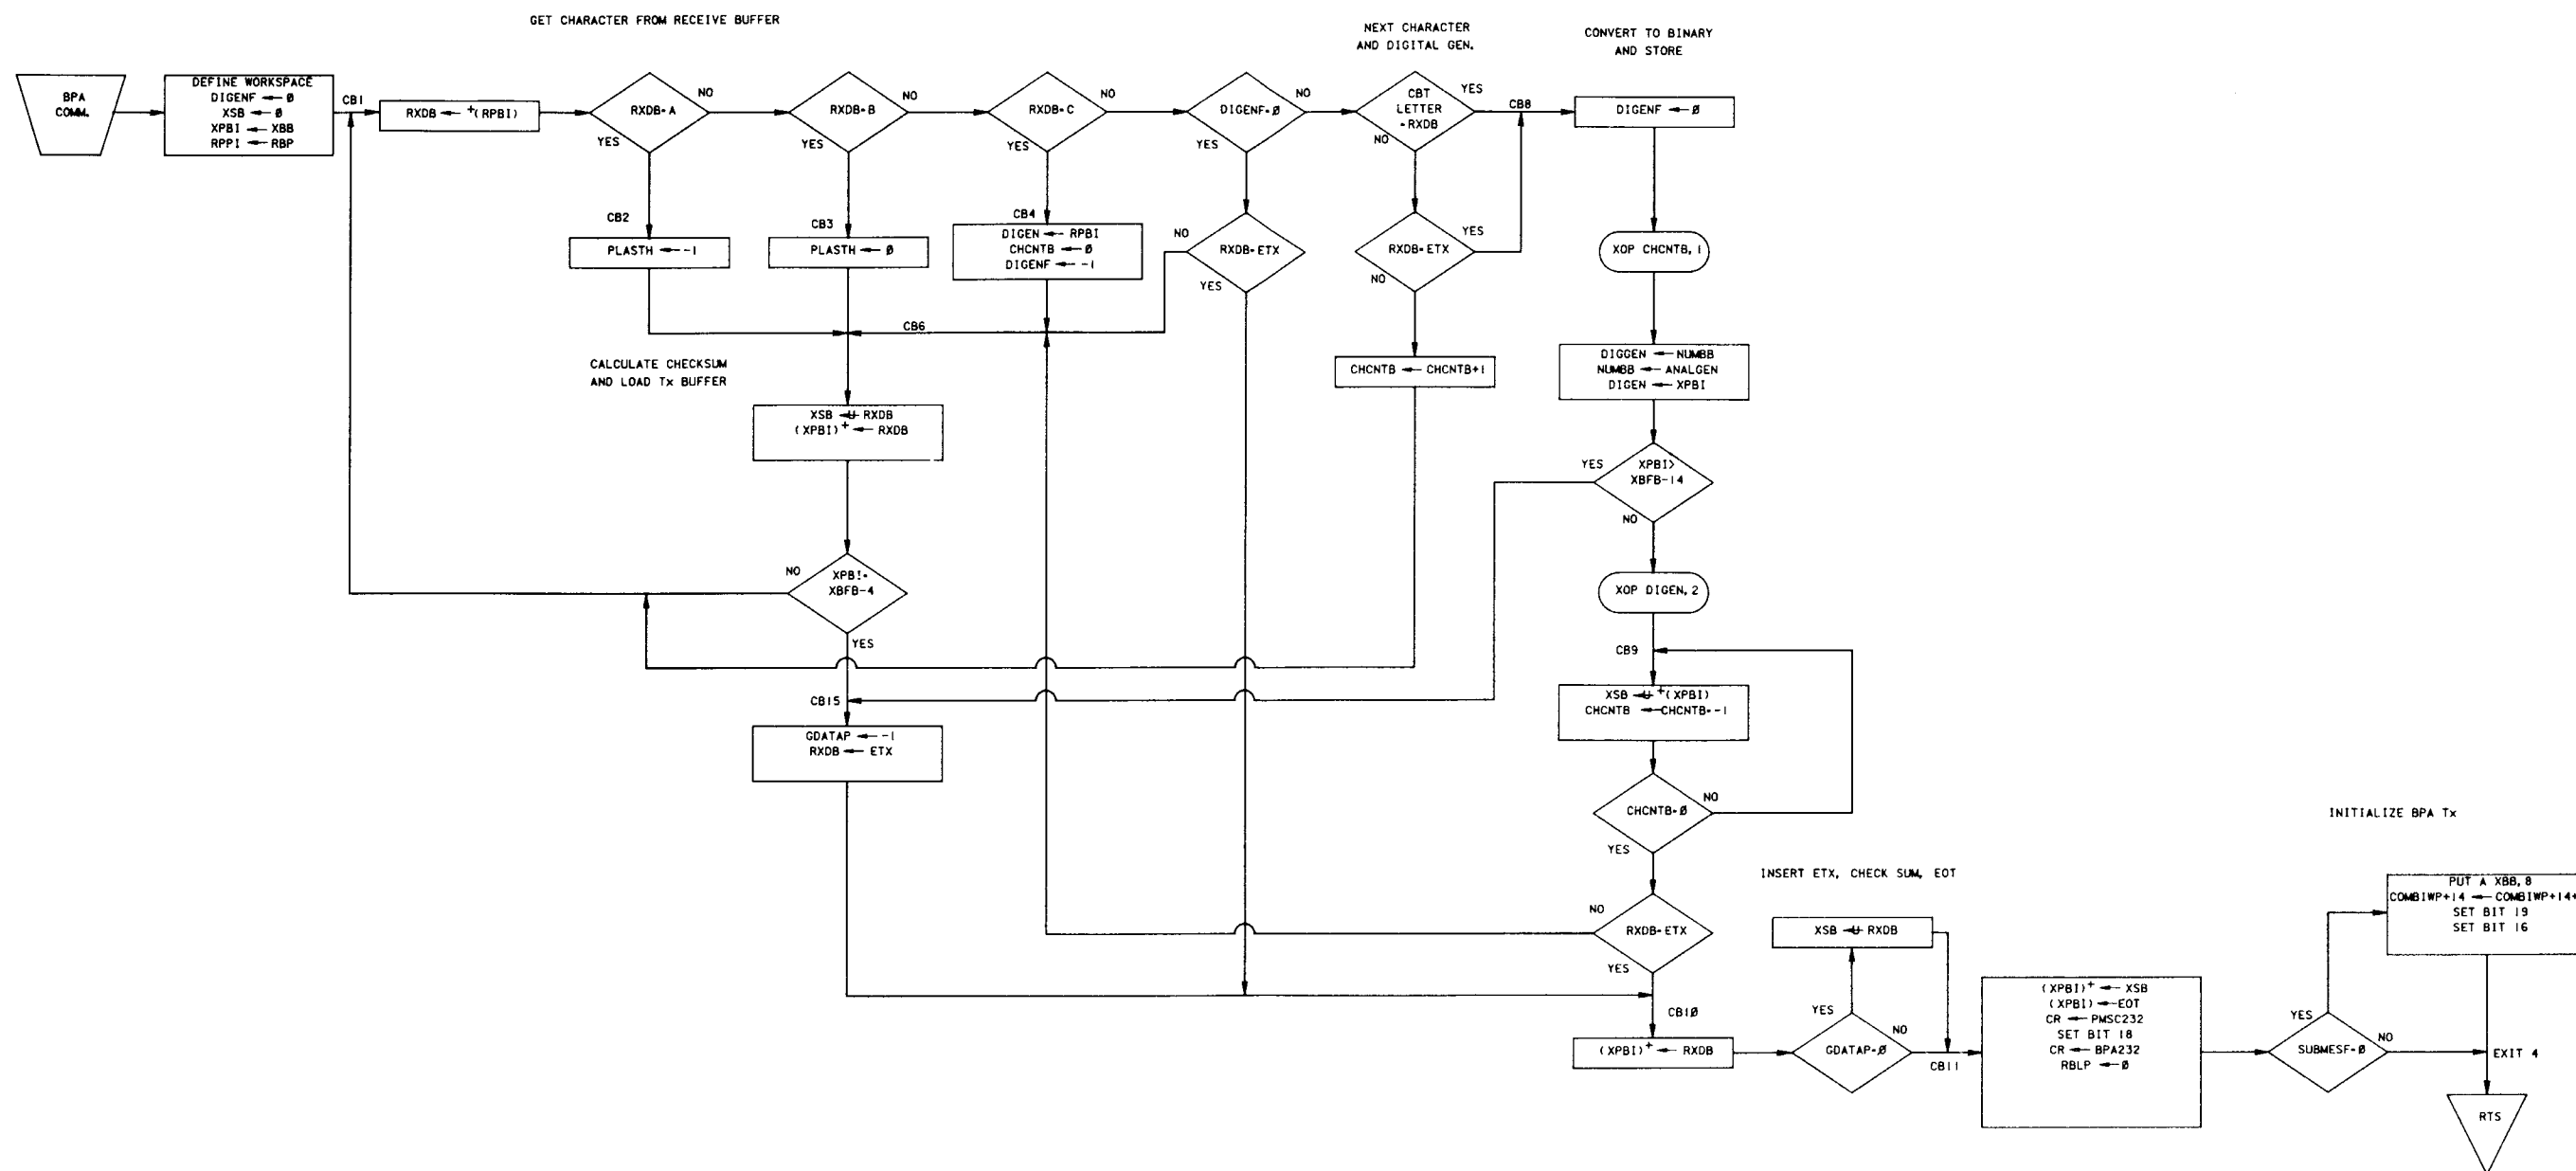 GET CHARACTER FROM RECEIVE BUFFER
NEXT CHARACTER
AND DIGITAL GEN.
CONVERT TO BINARY
AND STORE
BPA
COMM.
DEFINE WORKSPACE
DIGENF ← Ø
XSB ← Ø
XPBI ← XBB
RPPI ← RBP
CB1
RXDB ← +(RPBI)
RXDB=A
NO
YES
RXDB=B
NO
YES
RXDB=C
NO
YES
DIGENF=Ø
NO
YES
CBT
LETTER
=RXDB
YES
NO
CB8
DIGENF ← Ø
CB2
PLASTH ← -1
CB3
PLASTH ← Ø
CB4
DIGEN ← RPBI
CHCNTB ← Ø
DIGENF ← -1
NO
RXDB=ETX
YES
RXDB=ETX
YES
NO
XOP CHCNTB,1
CB6
CALCULATE CHECKSUM
AND LOAD Tx BUFFER
CHCNTB ← CHCNTB+1
DIGGEN ← NUMBB
NUMBB ← ANALGEN
DIGEN ← XPBI
XSB ← RXDB
(XPBI)+ ← RXDB
YES
XPBI>
XBFB-14
NO
NO
XPBI=
XBFB-4
YES
XOP DIGEN,2
CB9
CB15
XSB ← +(XPBI)
CHCNTB ← CHCNTB=-1
GDATAP ← -1
RXDB ← ETX
CHCNTB=Ø
NO
YES
INITIALIZE BPA Tx
INSERT ETX, CHECK SUM, EOT
NO
RXDB=ETX
YES
XSB ← RXDB
PUT A XBB,8
COMBIWP+14 ← COMBIWP+14+
SET BIT 19
SET BIT 16
CB1Ø
(XPBI)+ ← RXDB
YES
GDATAP=Ø
NO
CB11
(XPBI)+ ← XSB
(XPBI) ← EOT
CR ← PMSC232
SET BIT 18
CR ← BPA232
RBLP ← Ø
YES
SUBMESF=Ø
NO
EXIT 4
RTS